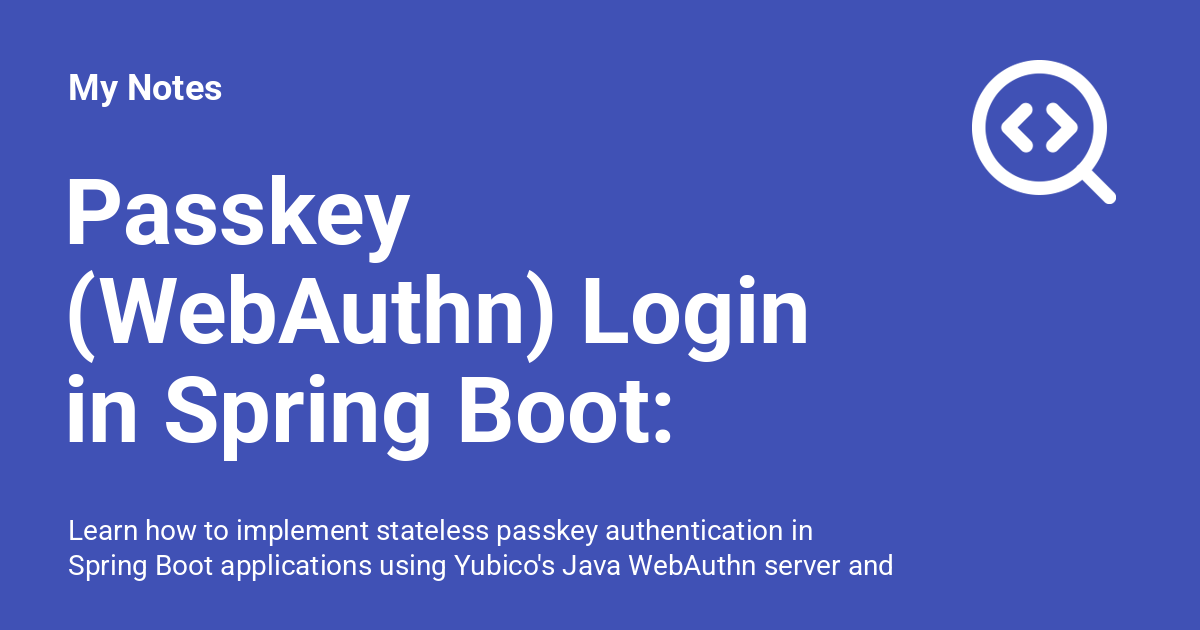 My Notes
Passkey
(WebAuthn) Login
in Spring Boot:
Learn how to implement stateless passkey authentication in
Spring Boot applications using Yubico's Java WebAuthn server and